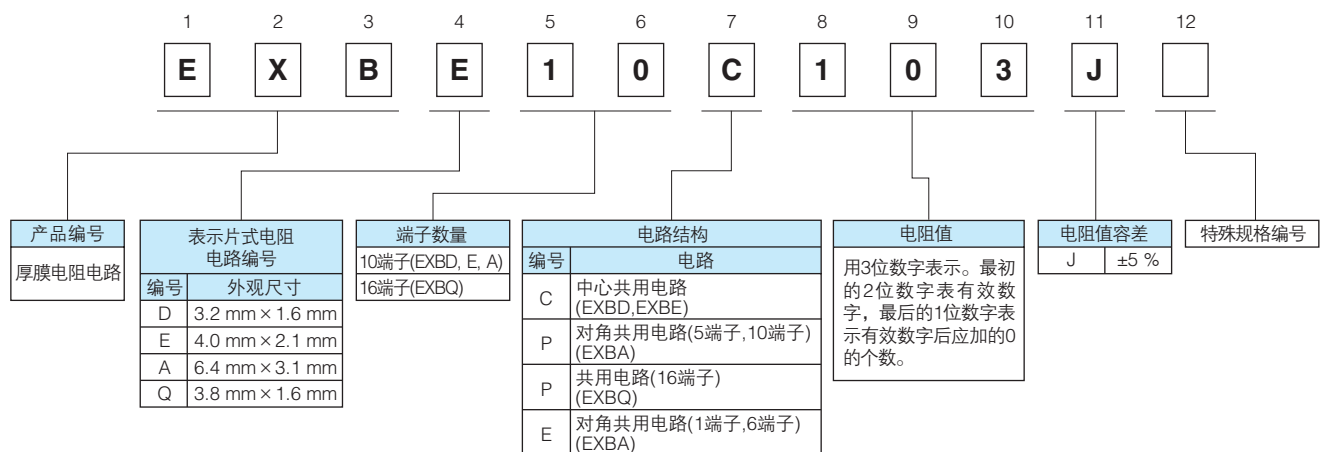 1 2 3 4 5 6 7 8 9 10 11 12
E X B E 1 0 C 1 0 3 J
产品编号
厚膜电阻电路
表示片式电阻
电路编号
编号 外观尺寸
D 3.2 mm×1.6 mm
E 4.0 mm×2.1 mm
A 6.4 mm×3.1 mm
Q 3.8 mm×1.6 mm
端子数量
10端子(EXBD, E, A)
16端子(EXBQ)
电路结构
编号 电路
C 中心共用电路
(EXBD,EXBE)
P 对角共用电路(5端子,10端子)
(EXBA)
P 共用电路(16端子)
(EXBQ)
E 对角共用电路(1端子,6端子)
(EXBA)
电阻值
用3位数字表示。最初
的2位数字表有效数
字，最后的1位数字表
示有效数字后应加的0
的个数。
电阻值容差
J ±5 %
特殊规格编号